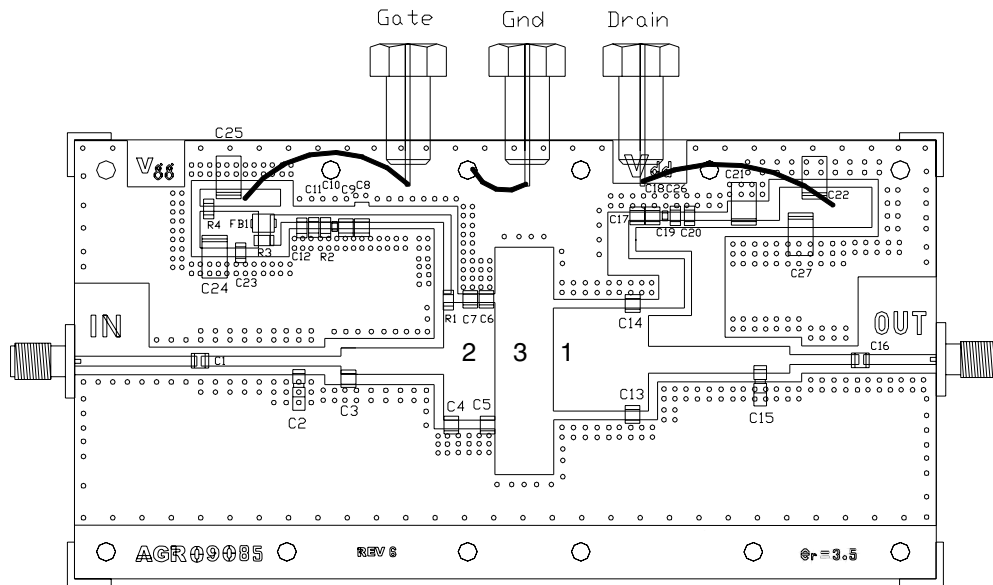 Gate Gnd Drain
C25
Vgg
Vdd
C11 C10 C9 C8
C18 C26 C21
C22
R4 FB1
C17
C19 C20
R3 C12 R2
C24 C23
C27
R1 C7 C6
C14
IN
OUT
2 3 1
C1
C16
C2 C3
C4 C5
C13
C15
AGR09085
REV 6
@r=3.5